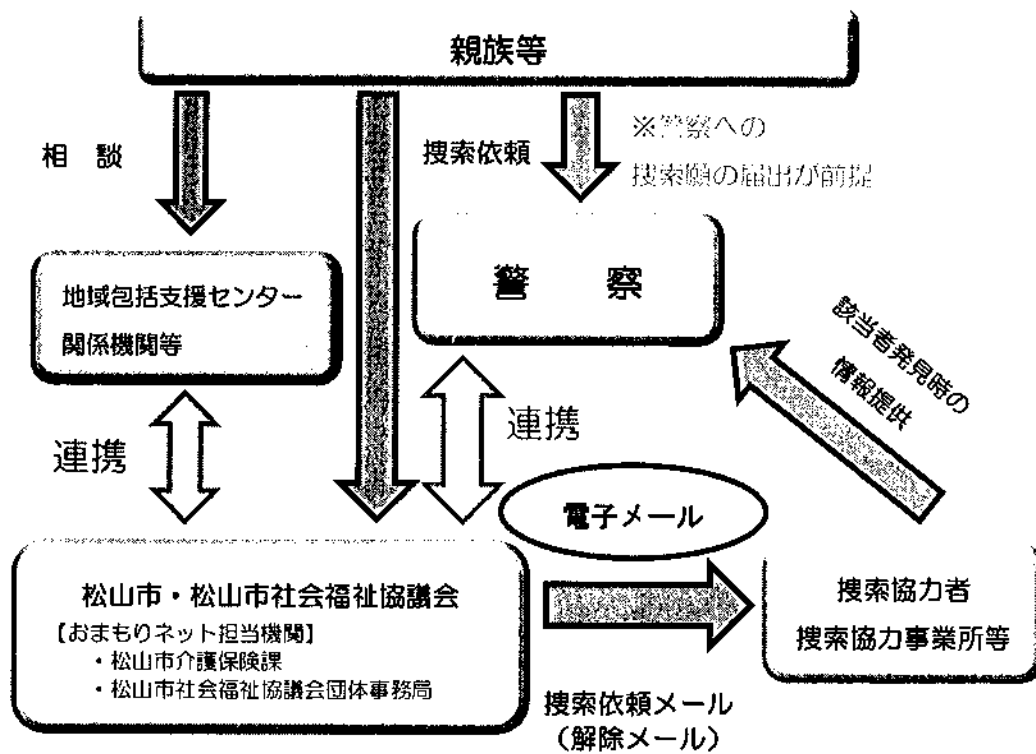 親族等
相　談
捜索依頼
※警察への
捜索願の届出が前提
地域包括支援センター
関係機関等
警　　察
該当者発見時の
情報提供
連携
連携
電子メール
松山市・松山市社会福祉協議会
【おまもりネット担当機関】
・松山市介護保険課
・松山市社会福祉協議会団体事務局
捜索協力者
捜索協力事業所等
捜索依頼メール
（解除メール）